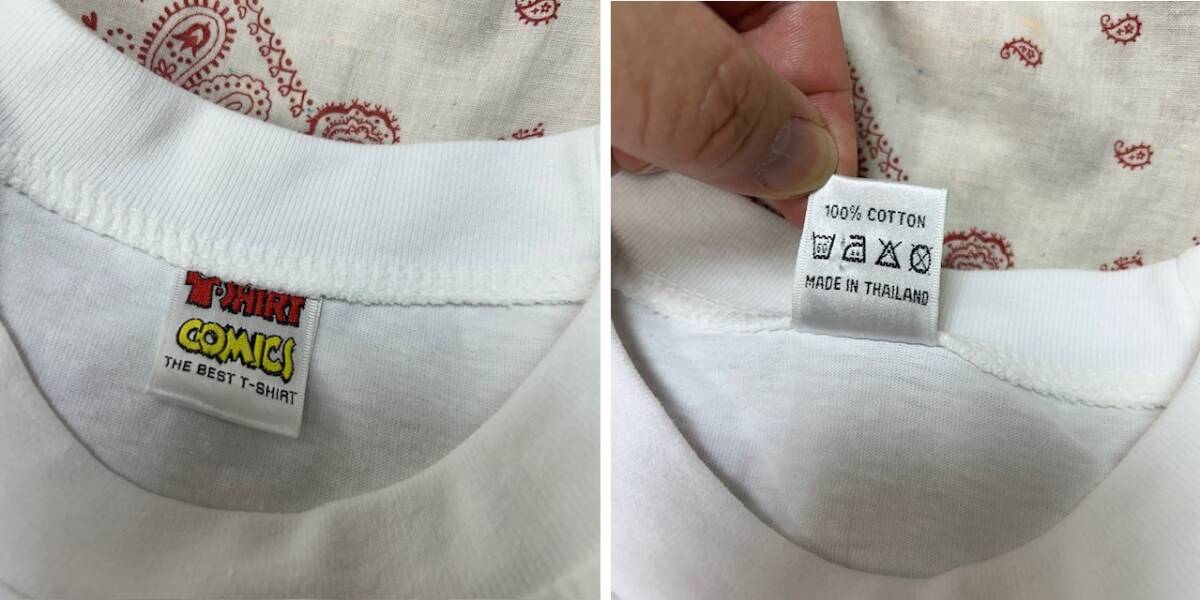 T·SHIRT
COMICS
THE BEST T-SHIRT
100% COTTON
60
MADE IN THAILAND